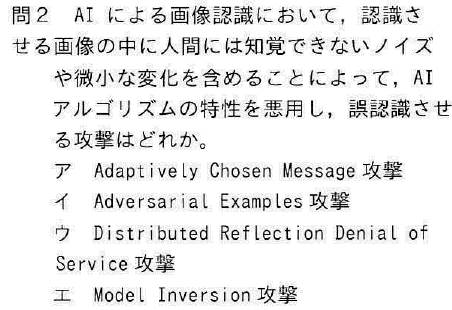 問2 AI による画像認識において，認識さ
せる画像の中に人間には知覚できないノイズ
や微小な変化を含めることによって，AI
アルゴリズムの特性を悪用し，誤認識させ
る攻撃はどれか。
ア Adaptively Chosen Message 攻撃
イ Adversarial Examples 攻撃
ウ Distributed Reflection Denial of
Service 攻撃
エ Model Inversion 攻撃